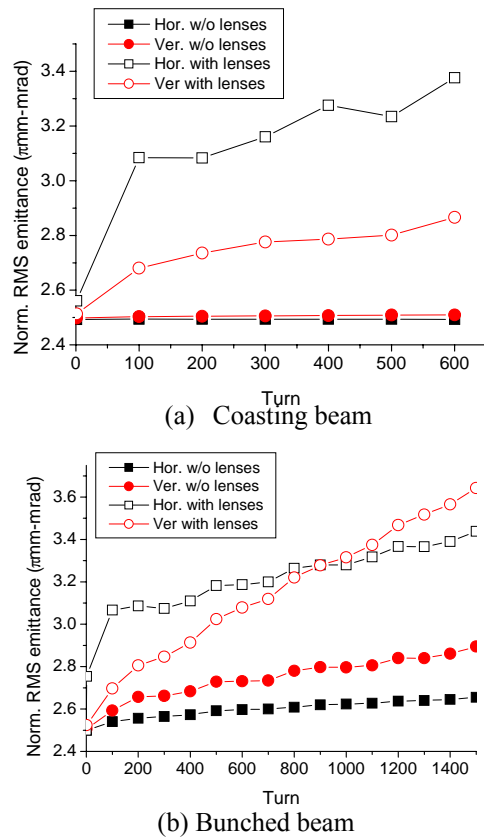 Hor. w/o lenses
Ver. w/o lenses
Hor. with lenses
Ver with lenses
Norm. RMS emittance (πmm-mrad)
3.4
3.2
3.0
2.8
2.6
2.4
0 100 200 300 400 500 600
Turn
(a) Coasting beam
Hor. w/o lenses
Ver. w/o lenses
Hor. with lenses
Ver with lenses
Norm. RMS emittance (πmm-mrad)
3.6
3.4
3.2
3.0
2.8
2.6
2.4
0 200 400 600 800 1000 1200 1400
Turn
(b) Bunched beam